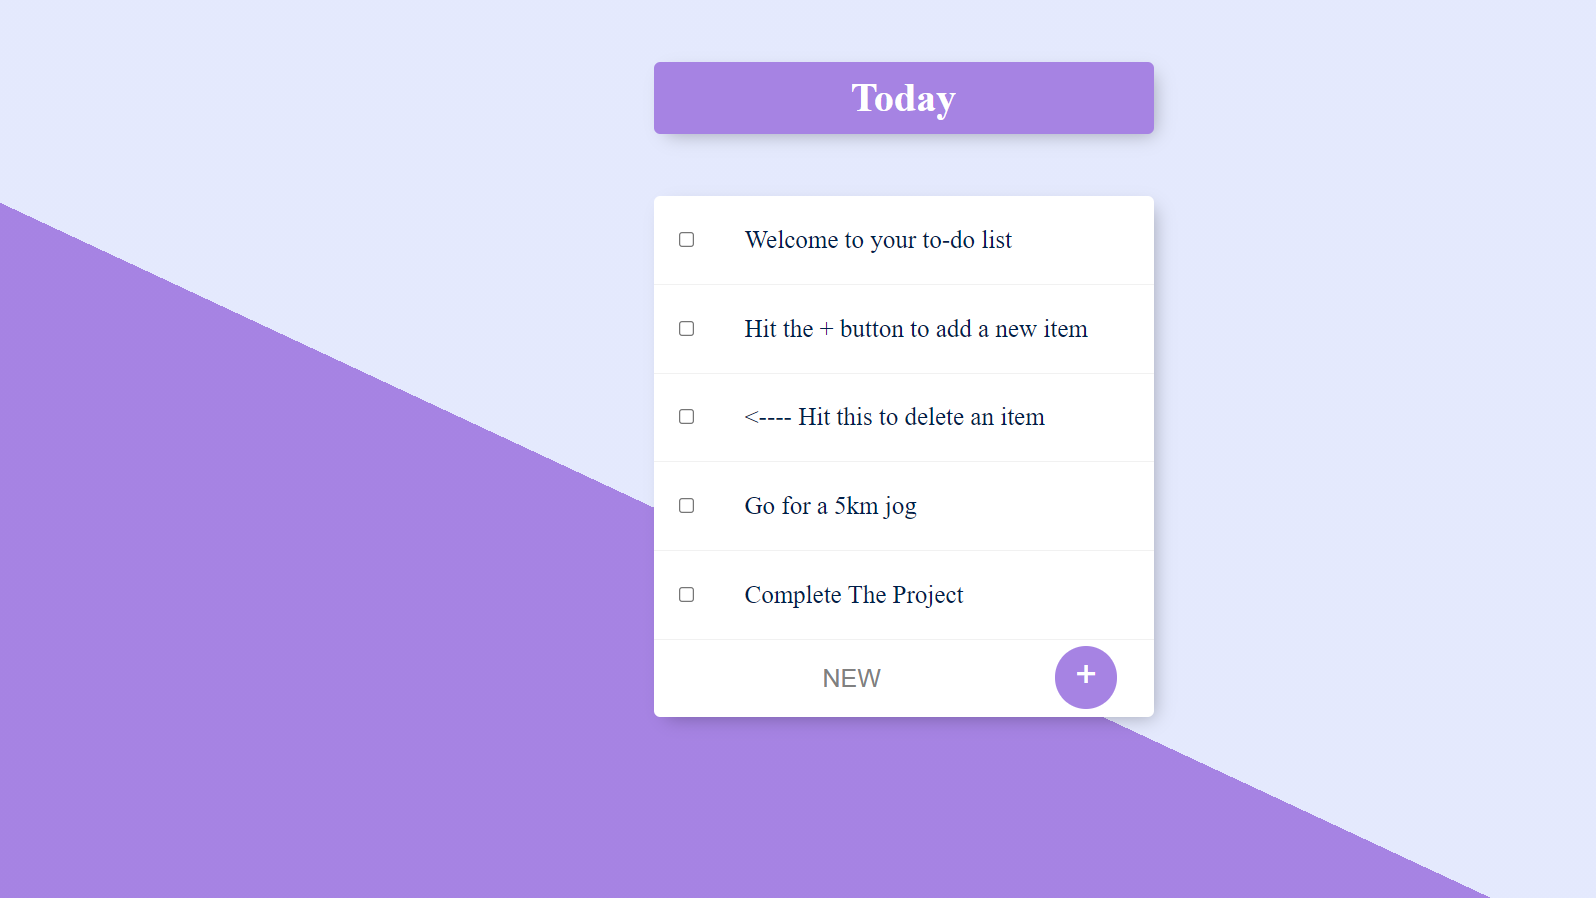 Today
Welcome to your to-do list
Hit the + button to add a new item
<---- Hit this to delete an item
Go for a 5km jog
Complete The Project
NEW
+